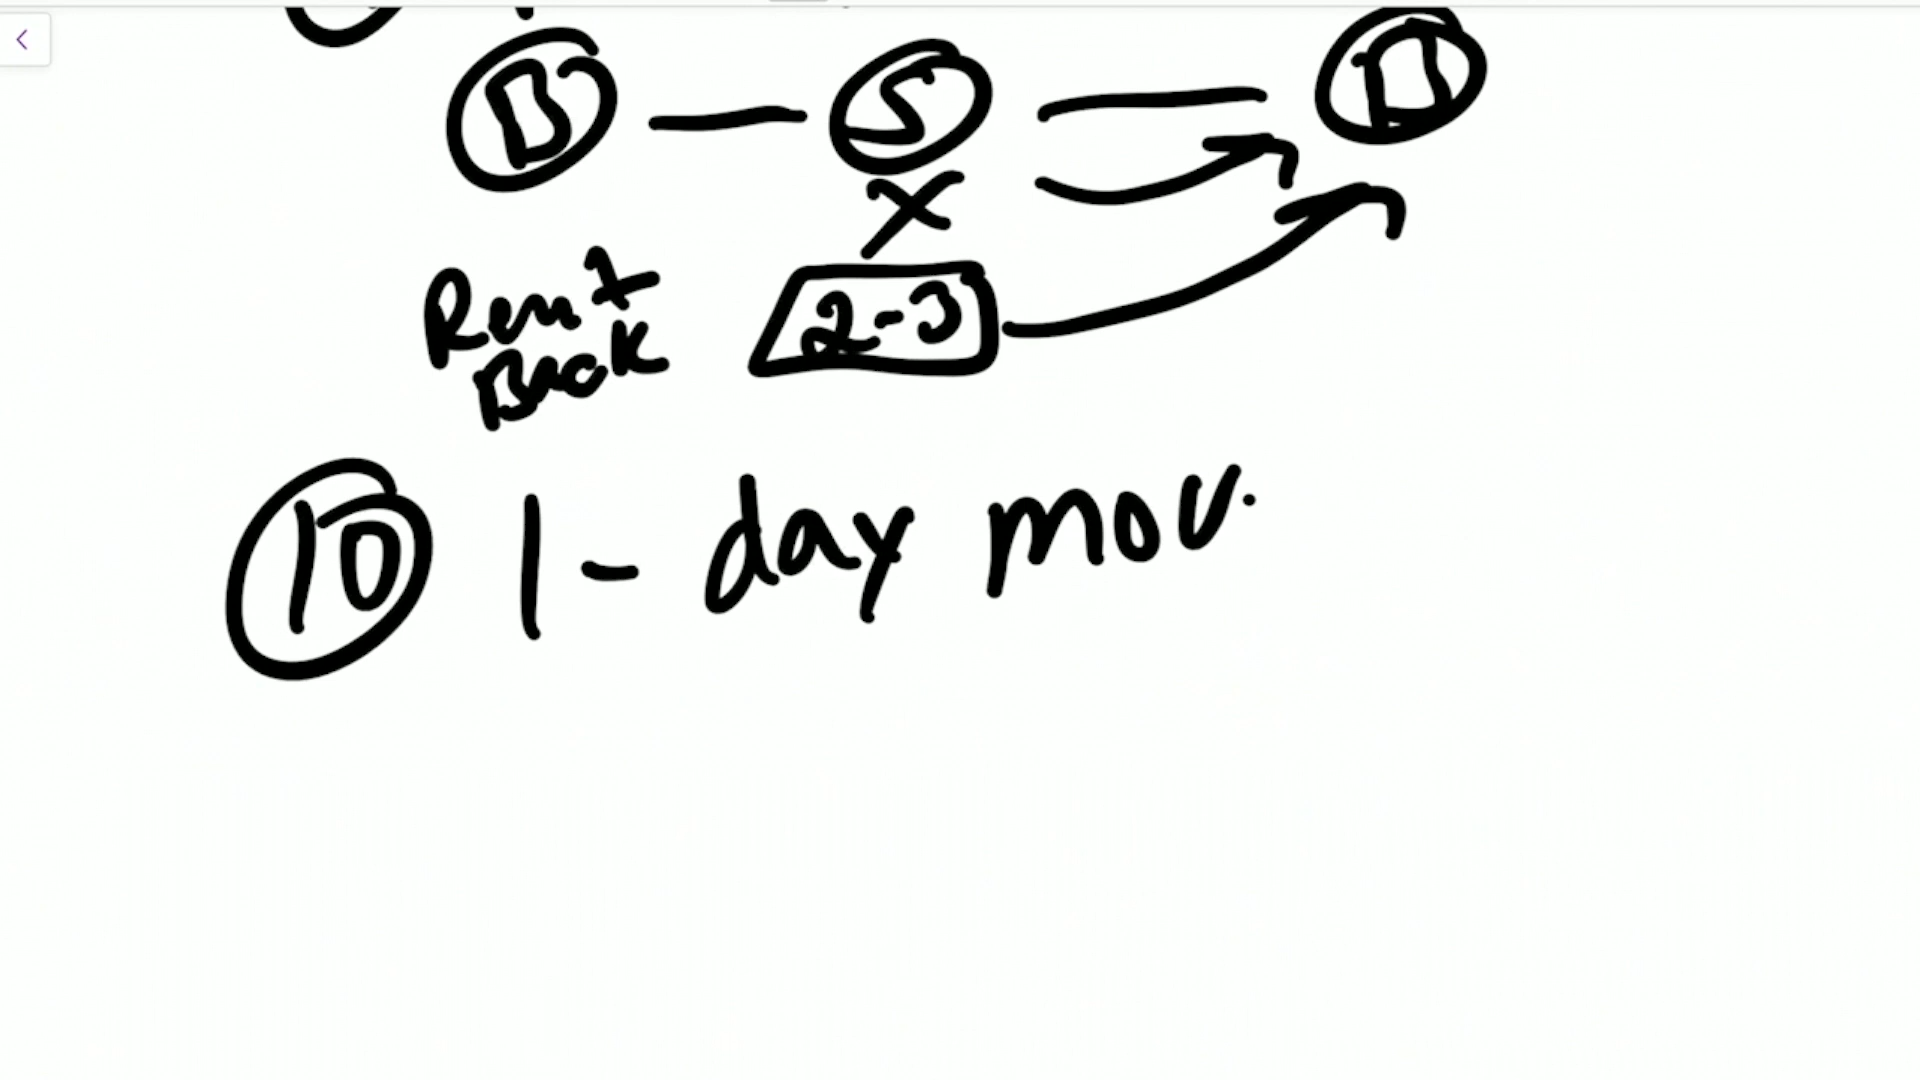 B — S
X
Rent 2-3
Back
10 1 - day mov.